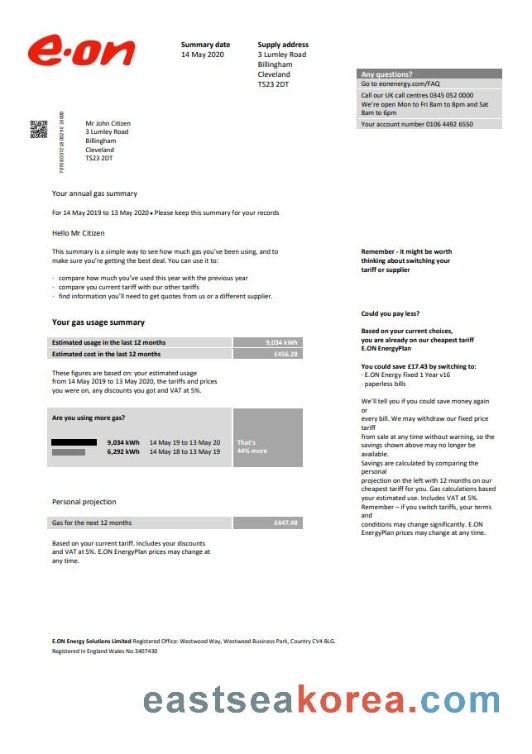 e·on
Summary date
14 May 2020
Supply address
3 Lumley Road
Billingham
Cleveland
TS23 2DT
Any questions?
Go to eonenergy.com/FAQ
Call our UK call centres 0345 052 0000
We're open Mon to Fri 8am to 8pm and Sat
8am to 6pm
Your account number 0106 4492 6550
Mr John Citizen
3 Lumley Road
Billingham
Cleveland
TS23 2DT
Your annual gas summary
For 14 May 2019 to 13 May 2020 • Please keep this summary for your records
Hello Mr Citizen
This summary is a simple way to see how much gas you've been using, and to
make sure you're getting the best deal. You can use it to:
- compare how much you've used this year with the previous year
- compare you current tariff with our other tariffs
- find information you'll need to get quotes from us or a different supplier.
Remember - it might be worth
thinking about switching your
tariff or supplier
Your gas usage summary
Estimated usage in the last 12 months 9,034 kWh
Estimated cost in the last 12 months £456.28
These figures are based on: your estimated usage
from 14 May 2019 to 13 May 2020, the tariffs and prices
you were on, any discounts you got and VAT at 5%.
Are you using more gas?
9,034 kWh 14 May 19 to 13 May 20
6,292 kWh 14 May 18 to 13 May 19
That's
44% more
Personal projection
Gas for the next 12 months £447.48
Based on your current tariff. Includes your discounts
and VAT at 5%. E.ON EnergyPlan prices may change at
any time.
Could you pay less?
Based on your current choices,
you are already on our cheapest tariff
E.ON EnergyPlan
You could save £17.43 by switching to:
- E.ON Energy Fixed 1 Year v16
- paperless bills
We'll tell you if you could save money again
or
every bill. We may withdraw our fixed price
tariff
from sale at any time without warning, so the
savings shown above may no longer be
available.
Savings are calculated by comparing the
personal
projection on the left with 12 months on our
cheapest tariff for you. Gas calculations based
your estimated use. Includes VAT at 5%.
Remember – if you switch tariffs, your terms
and
conditions may change significantly. E.ON
EnergyPlan prices may change at any time.
E.ON Energy Solutions Limited Registered Office: Westwood Way, Westwood Business Park, Country CV4 8LG.
Registered in England Wales No.3407430
eastseakorea.com